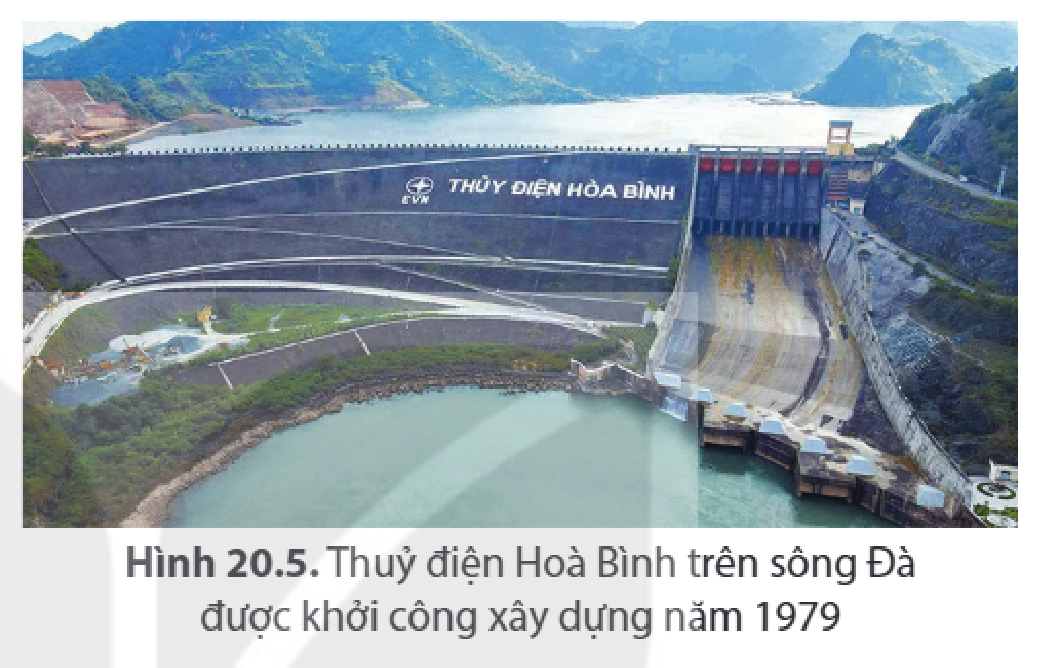 THỦY ĐIỆN HÒA BÌNH
EVN
Hình 20.5. Thuỷ điện Hoà Bình trên sông Đà
được khởi công xây dựng năm 1979